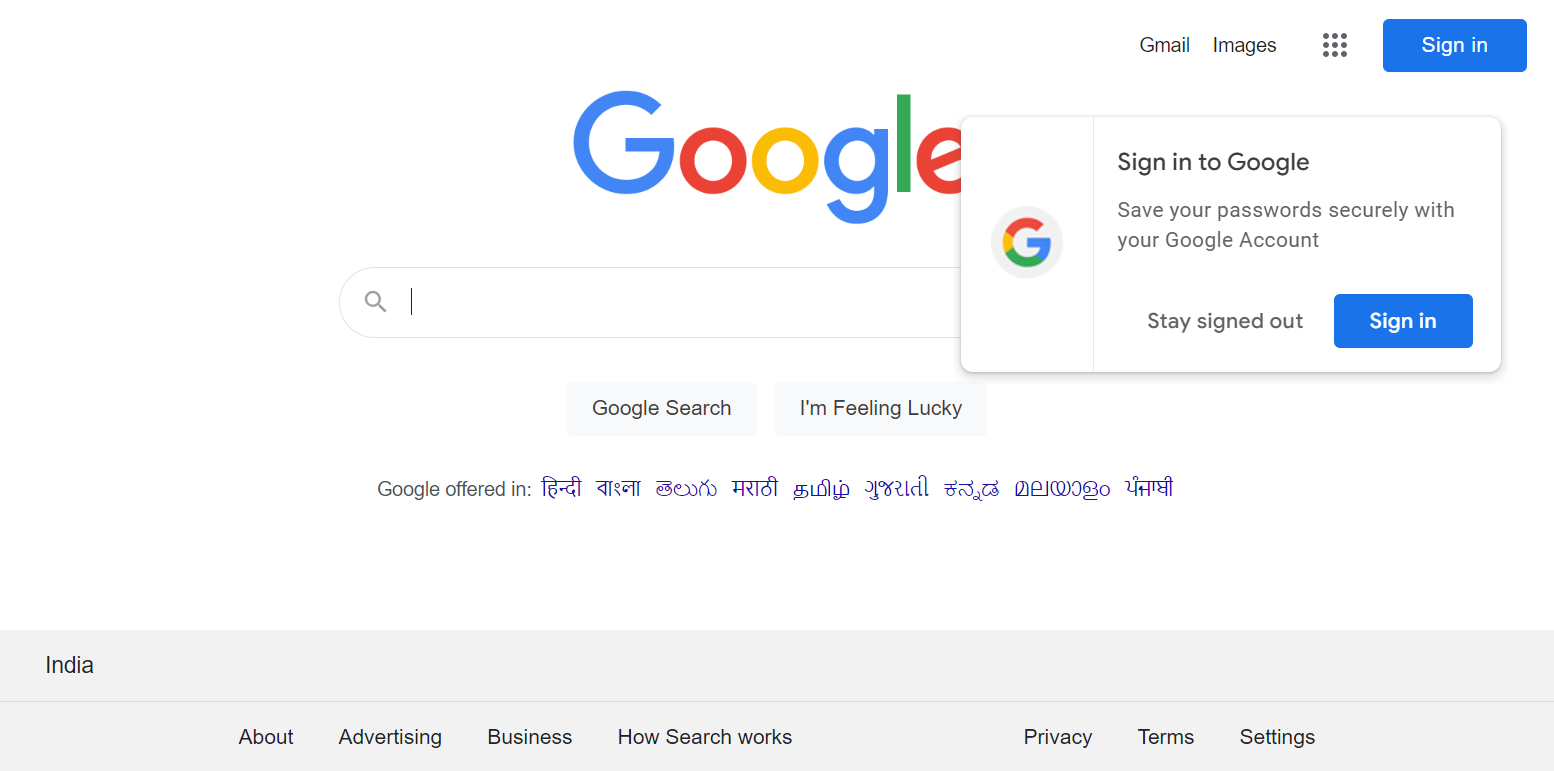 Gmail Images Sign in
Google
Sign in to Google
Save your passwords securely with
your Google Account
Stay signed out Sign in
Google Search I'm Feeling Lucky
Google offered in: हिन्दी বাংলা తెలుగు मराठी தமிழ் ગુજરાતી ಕನ್ನಡ മലയാളം ਪੰਜਾਬੀ
India
About Advertising Business How Search works Privacy Terms Settings